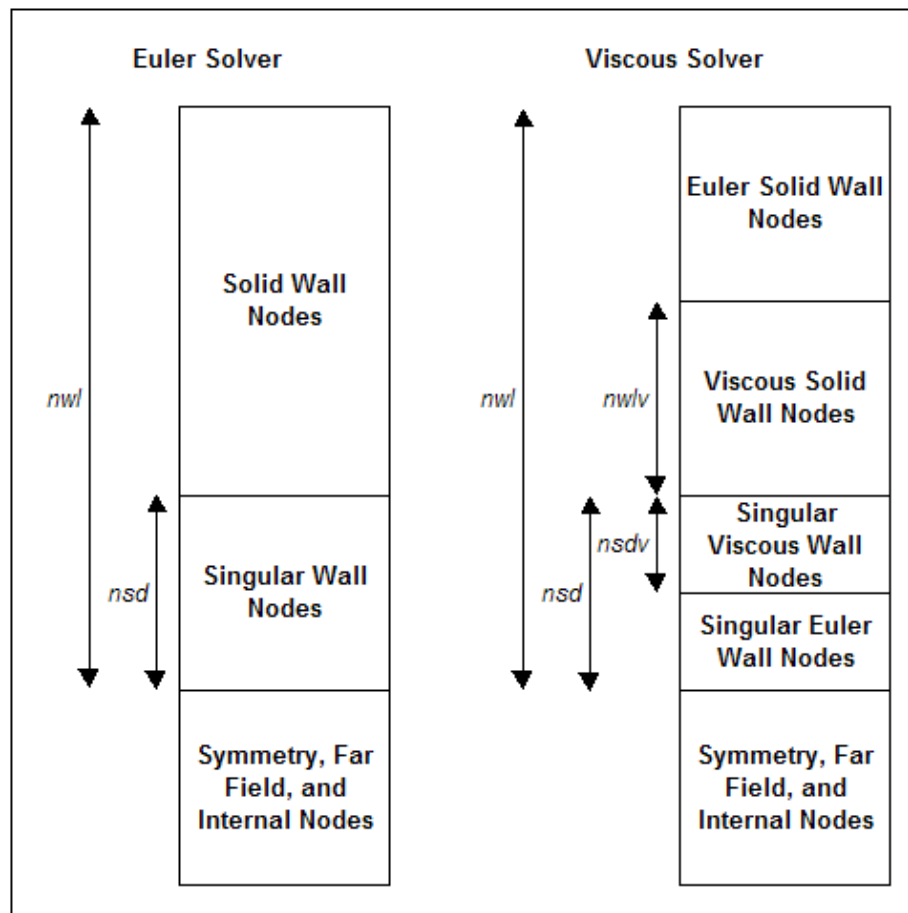 Euler Solver
Viscous Solver
nwl
Solid Wall
Nodes
nsd
Singular Wall
Nodes
Symmetry, Far
Field, and
Internal Nodes
nwl
Euler Solid Wall
Nodes
nwlv
Viscous Solid
Wall Nodes
nsd
nsdv
Singular
Viscous Wall
Nodes
Singular Euler
Wall Nodes
Symmetry, Far
Field, and
Internal Nodes